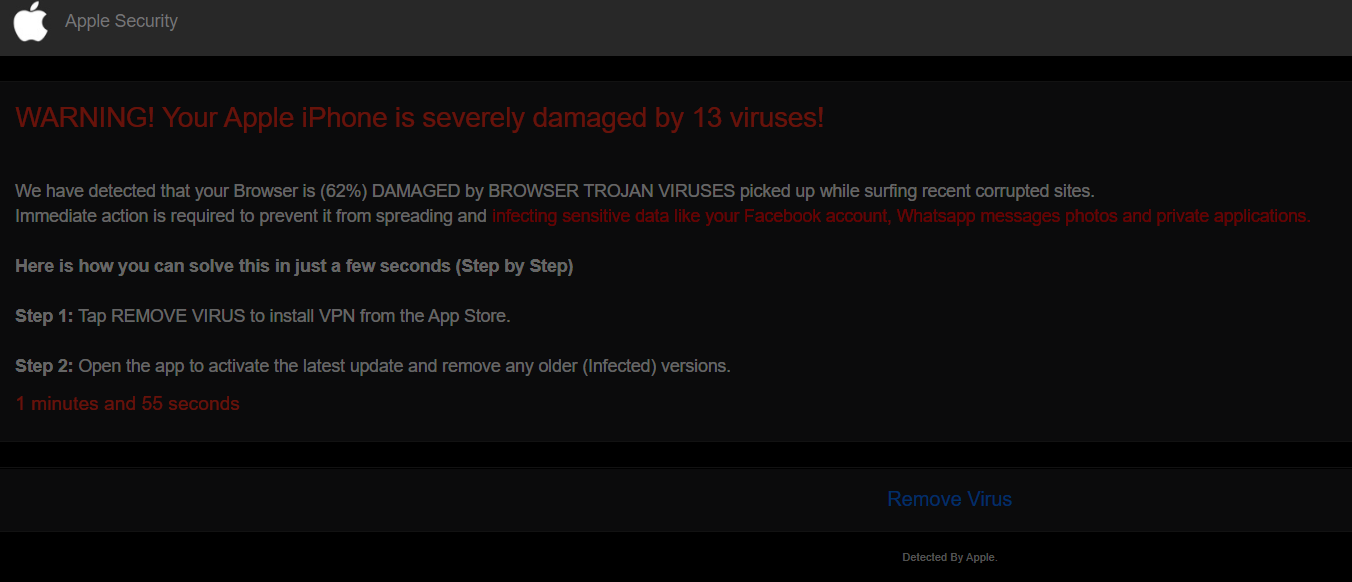 Apple Security
WARNING! Your Apple iPhone is severely damaged by 13 viruses!
We have detected that your Browser is (62%) DAMAGED by BROWSER TROJAN VIRUSES picked up while surfing recent corrupted sites.
Immediate action is required to prevent it from spreading and infecting sensitive data like your Facebook account, Whatsapp messages photos and private applications.
Here is how you can solve this in just a few seconds (Step by Step)
Step 1: Tap REMOVE VIRUS to install VPN from the App Store.
Step 2: Open the app to activate the latest update and remove any older (Infected) versions.
1 minutes and 55 seconds
Remove Virus
Detected By Apple.